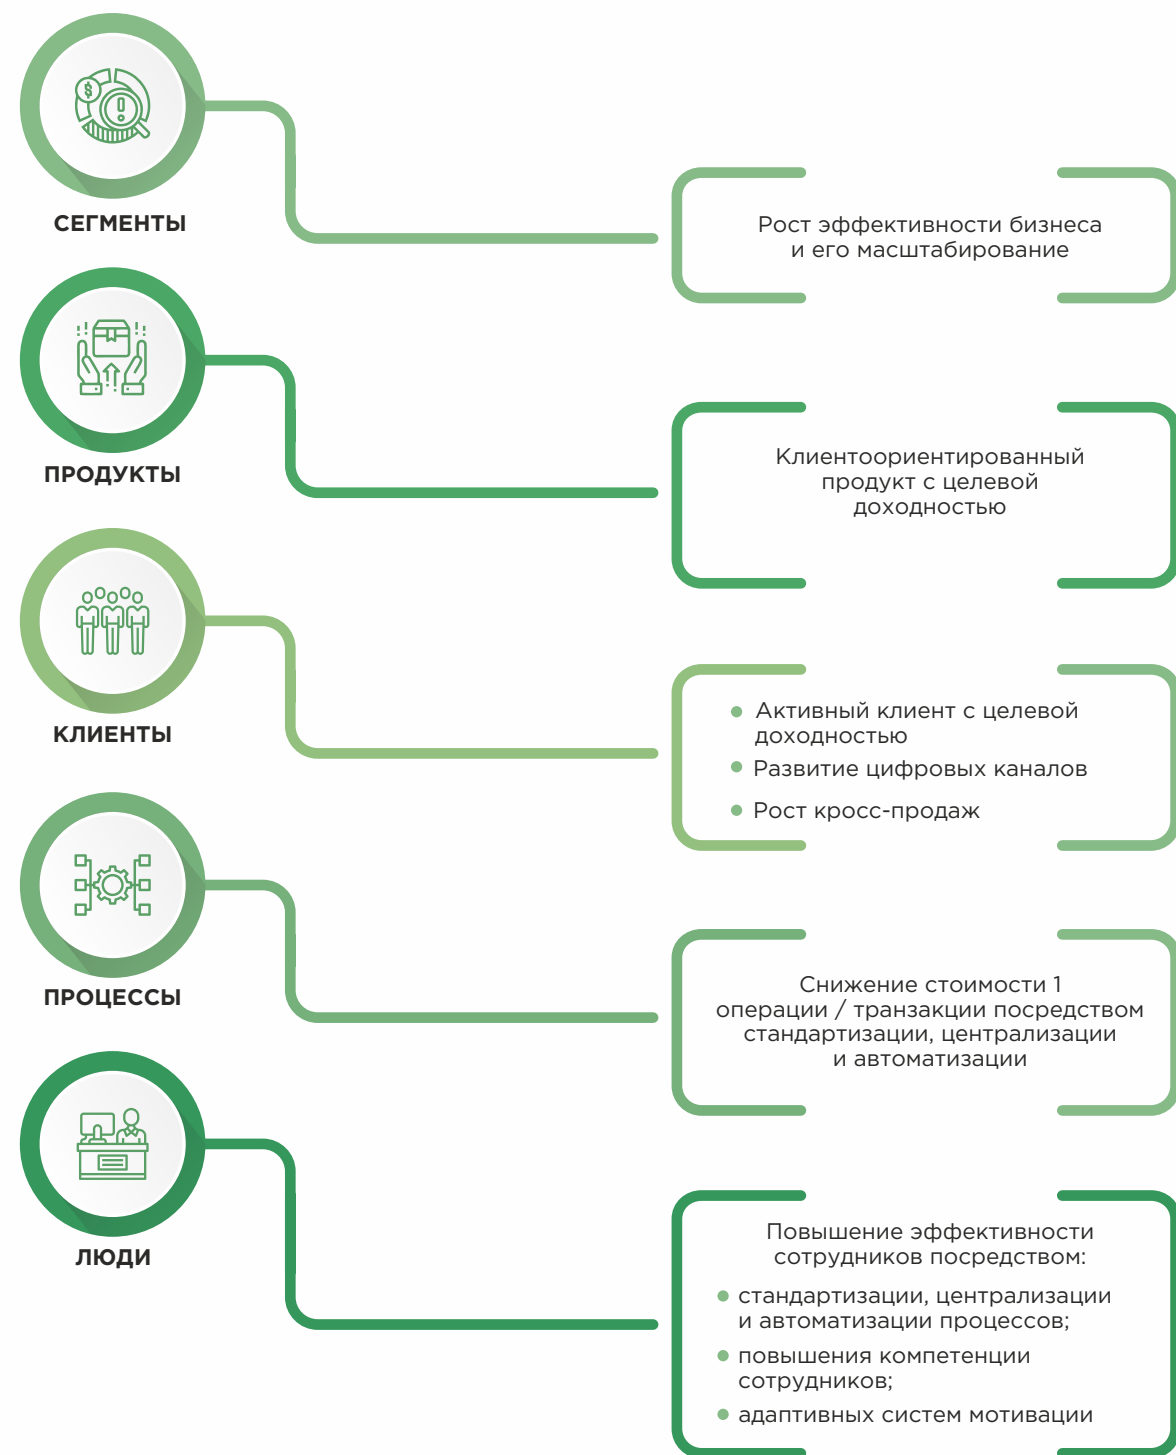 СЕГМЕНТЫ
Рост эффективности бизнеса
и его масштабирование
ПРОДУКТЫ
Клиентоориентированный
продукт с целевой
доходностью
КЛИЕНТЫ
Активный клиент с целевой
доходностью
Развитие цифровых каналов
Рост кросс-продаж
ПРОЦЕССЫ
Снижение стоимости 1
операции / транзакции посредством
стандартизации, централизации
и автоматизации
ЛЮДИ
Повышение эффективности
сотрудников посредством:
стандартизации, централизации
и автоматизации процессов;
повышения компетенции
сотрудников;
адаптивных систем мотивации